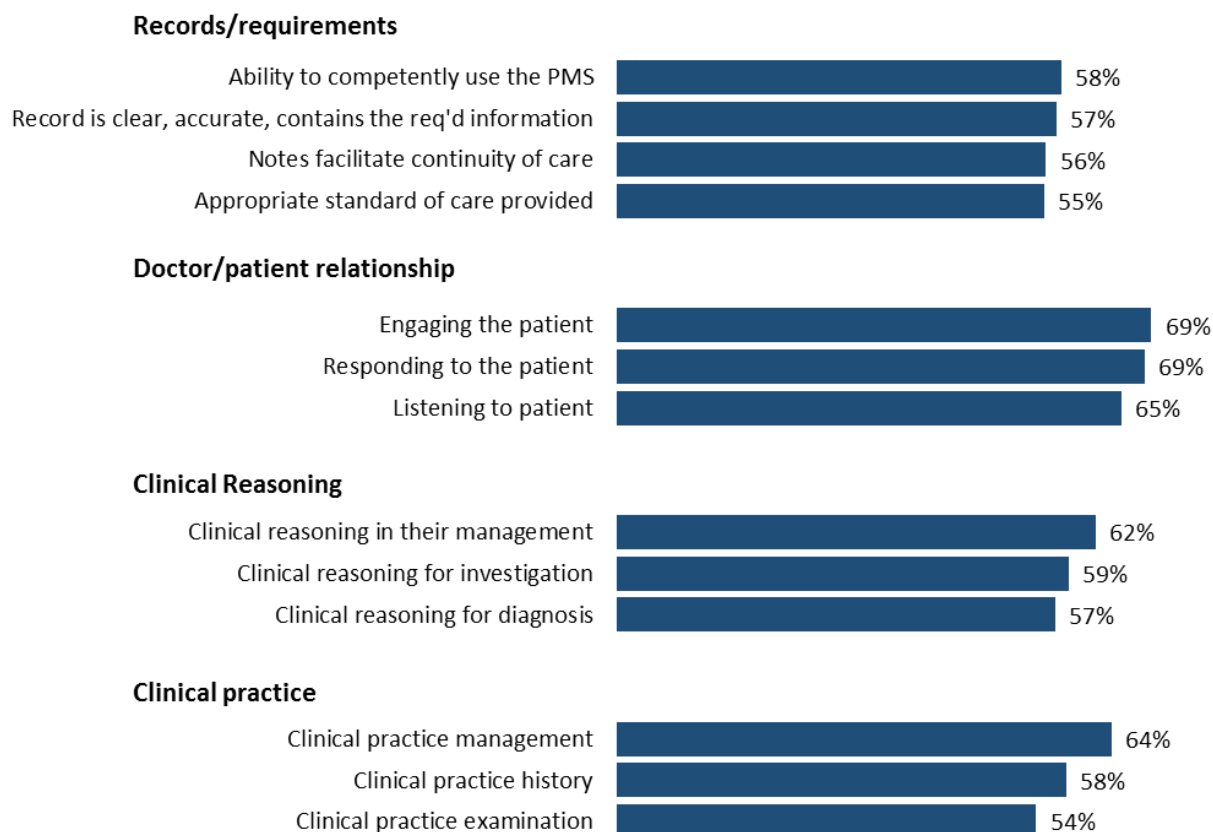 Records/requirements
Ability to competently use the PMS 58%
Record is clear, accurate, contains the req'd information 57%
Notes facilitate continuity of care 56%
Appropriate standard of care provided 55%
Doctor/patient relationship
Engaging the patient 69%
Responding to the patient 69%
Listening to patient 65%
Clinical Reasoning
Clinical reasoning in their management 62%
Clinical reasoning for investigation 59%
Clinical reasoning for diagnosis 57%
Clinical practice
Clinical practice management 64%
Clinical practice history 58%
Clinical practice examination 54%